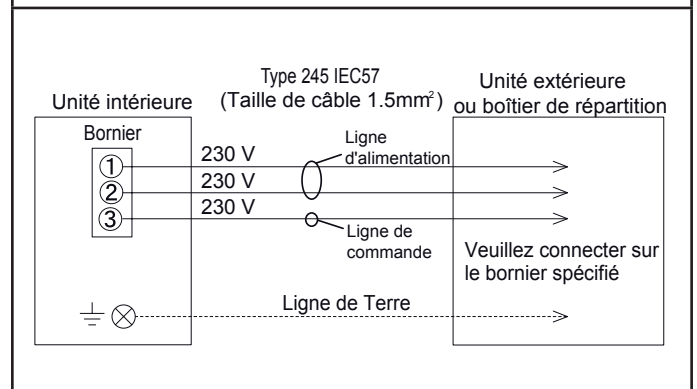 Type 245 IEC57
(Taille de câble 1.5mm²)
Unité intérieure
Unité extérieure
ou boîtier de répartition
Bornier
① 230 V
② 230 V
③ 230 V
Ligne
d'alimentation
Ligne de
commande
Veuillez connecter sur
le bornier spécifié
Ligne de Terre